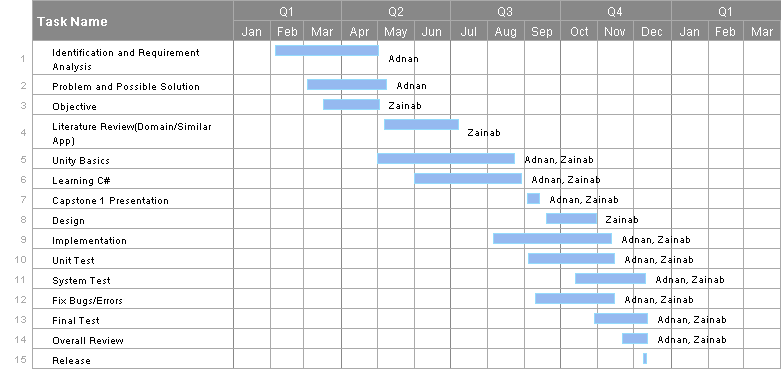 Task Name
Q1 Q2 Q3 Q4 Q1
Jan Feb Mar Apr May Jun Jul Aug Sep Oct Nov Dec Jan Feb Mar
1 Identification and Requirement
Analysis Adnan
2 Problem and Possible Solution Adnan
3 Objective Zainab
4 Literature Review(Domain/Similar
App) Zainab
5 Unity Basics Adnan, Zainab
6 Learning C# Adnan, Zainab
7 Capstone 1 Presentation Adnan, Zainab
8 Design Zainab
9 Implementation Adnan, Zainab
10 Unit Test Adnan, Zainab
11 System Test Adnan, Zainab
12 Fix Bugs/Errors Adnan, Zainab
13 Final Test Adnan, Zainab
14 Overall Review Adnan, Zainab
15 Release